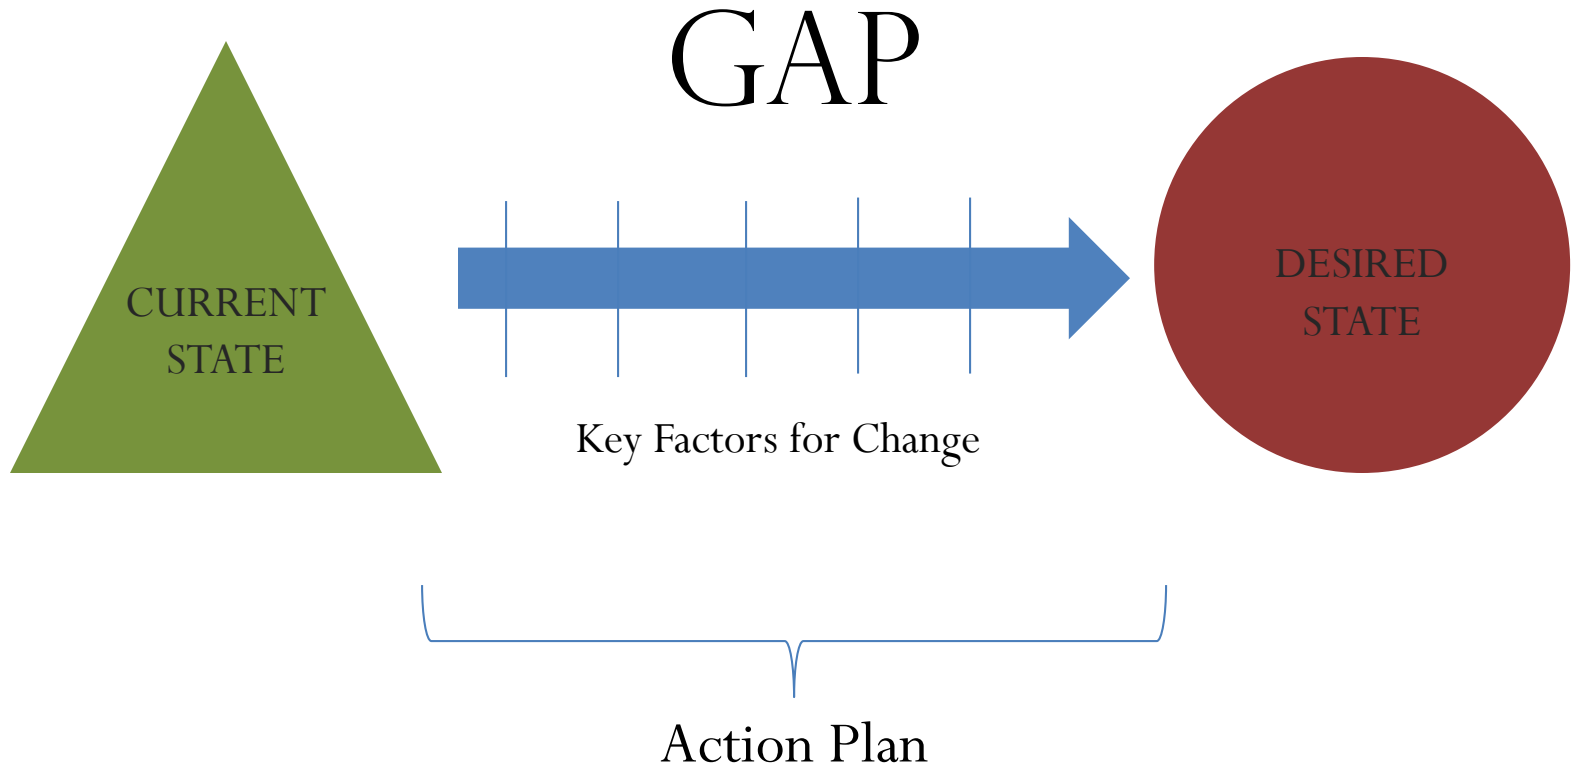 GAP
CURRENT
STATE
DESIRED
STATE
Key Factors for Change
Action Plan